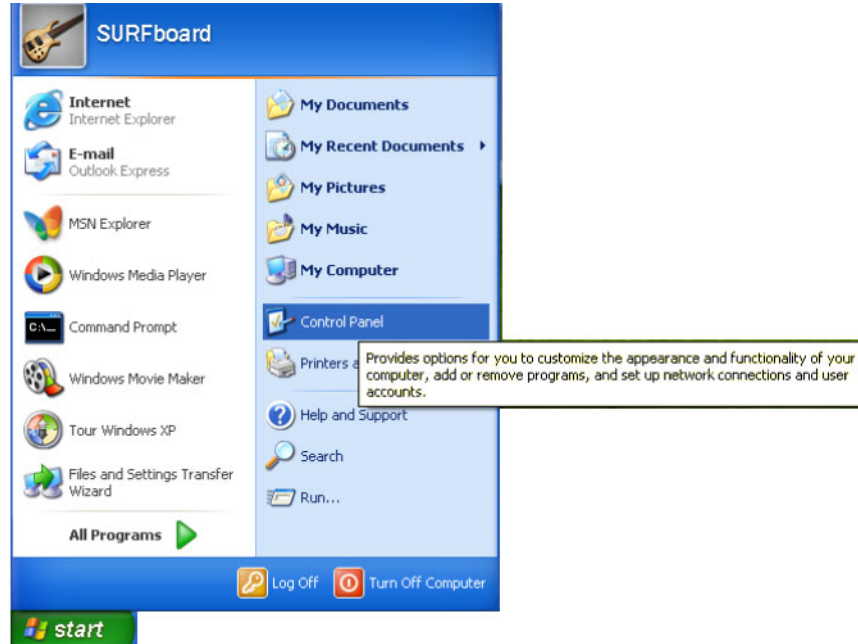 SURFboard
Internet
Internet Explorer
E-mail
Outlook Express
MSN Explorer
Windows Media Player
C:\_
Command Prompt
Windows Movie Maker
Tour Windows XP
Files and Settings Transfer
Wizard
All Programs
My Documents
My Recent Documents
My Pictures
My Music
My Computer
Control Panel
Printers a
Provides options for you to customize the appearance and functionality of your
computer, add or remove programs, and set up network connections and user
accounts.
Help and Support
Search
Run...
Log Off
Turn Off Computer
start